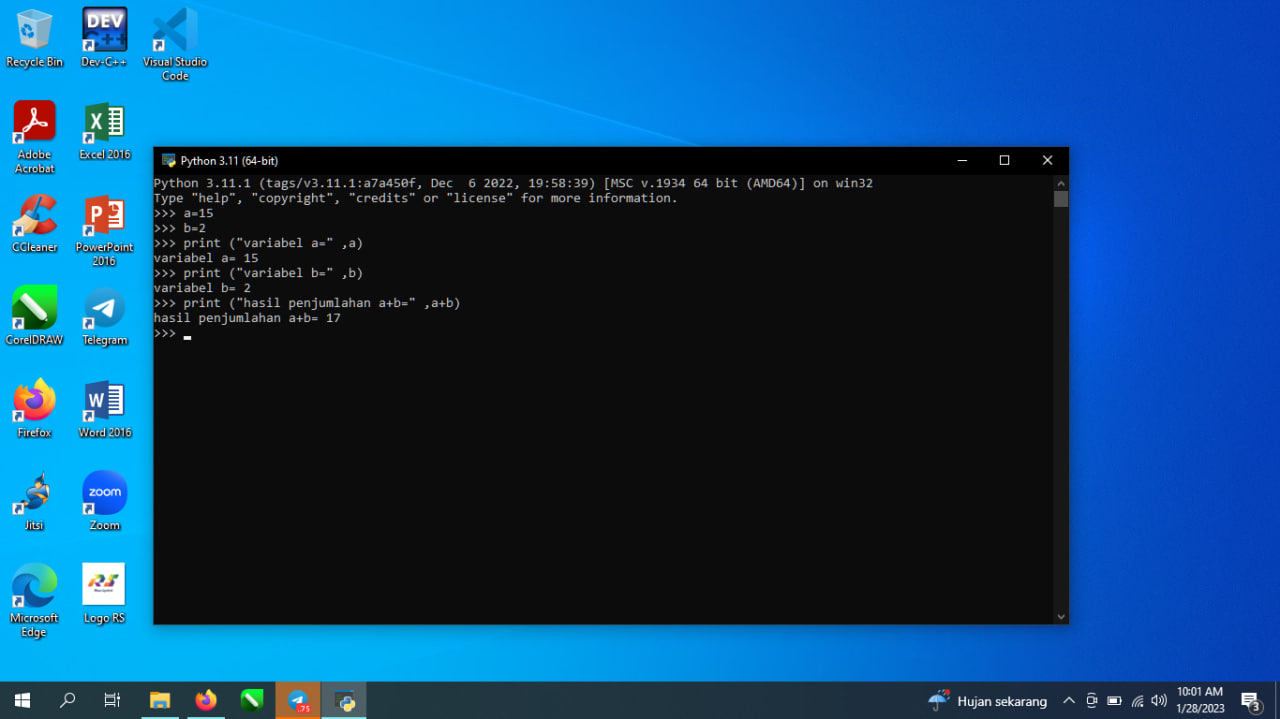 Recycle Bin
DEV
C++
Dev-C++
Visual Studio
Code
Adobe
Acrobat
Excel 2016
CCleaner
PowerPoint
2016
CorelDRAW
Telegram
Firefox
Word 2016
Jitsi
zoom
Zoom
Microsoft
Edge
RS
Logo RS
Python 3.11 (64-bit)
Python 3.11.1 (tags/v3.11.1:a7a450f, Dec  6 2022, 19:58:39) [MSC v.1934 64 bit (AMD64)] on win32
Type "help", "copyright", "credits" or "license" for more information.
>>> a=15
>>> b=2
>>> print ("variabel a=" ,a)
variabel a= 15
>>> print ("variabel b=" ,b)
variabel b= 2
>>> print ("hasil penjumlahan a+b=" ,a+b)
hasil penjumlahan a+b= 17
>>>
.75
Hujan sekarang
10:01 AM
1/28/2023
3